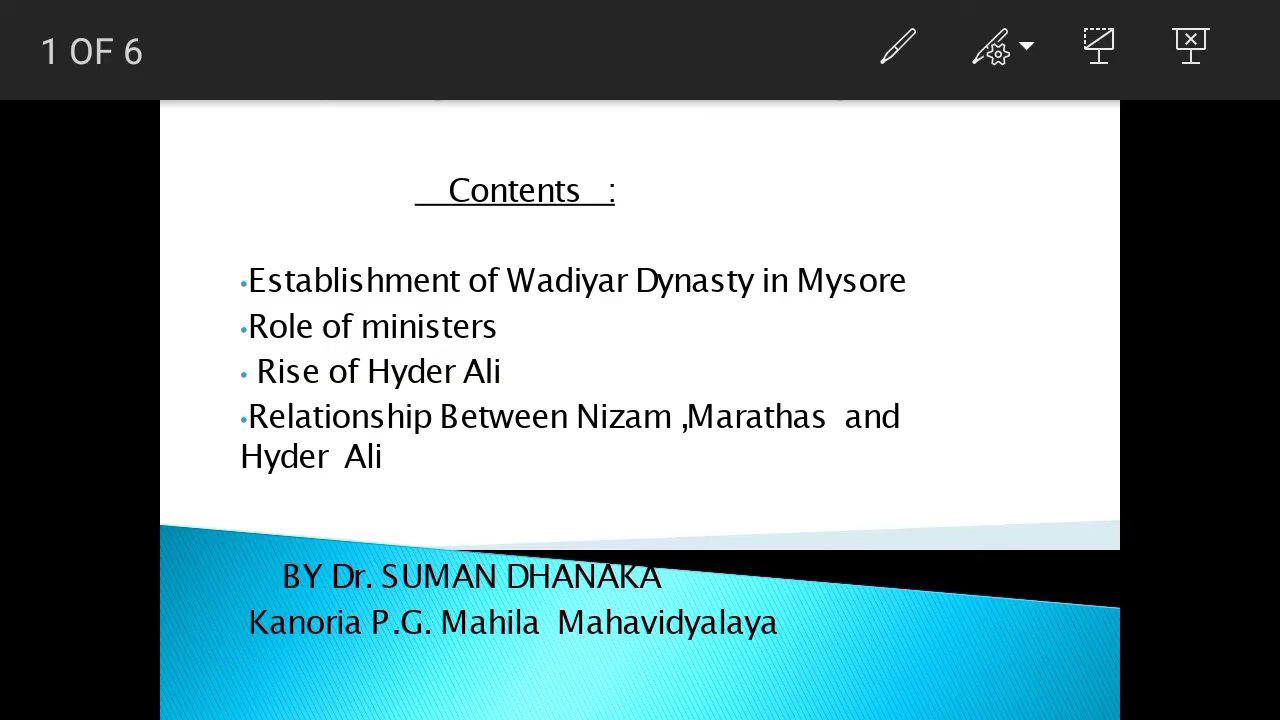 1 OF 6
Contents :
•Establishment of Wadiyar Dynasty in Mysore
•Role of ministers
• Rise of Hyder Ali
•Relationship Between Nizam ,Marathas and
Hyder Ali
BY Dr. SUMAN DHANAKA
Kanoria P.G. Mahila Mahavidyalaya